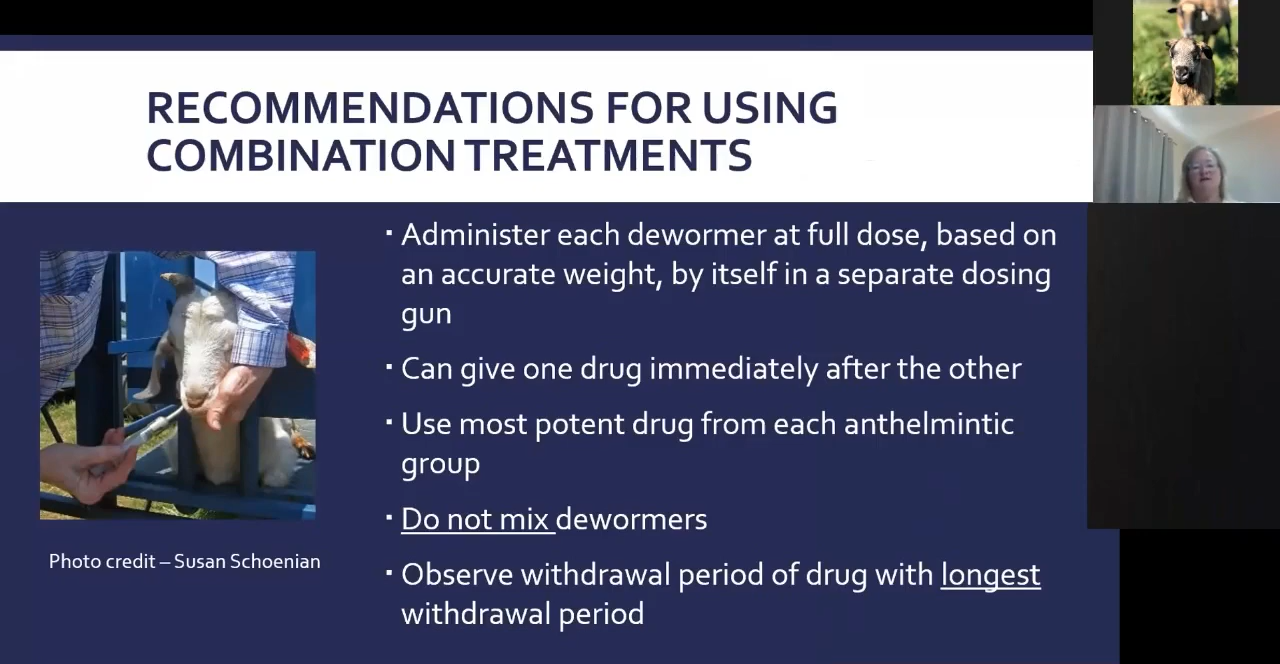 RECOMMENDATIONS FOR USING
COMBINATION TREATMENTS
▪ Administer each dewormer at full dose, based on
an accurate weight, by itself in a separate dosing
gun
▪ Can give one drug immediately after the other
▪ Use most potent drug from each anthelmintic
group
▪ Do not mix dewormers
▪ Observe withdrawal period of drug with longest
withdrawal period
Photo credit – Susan Schoenian